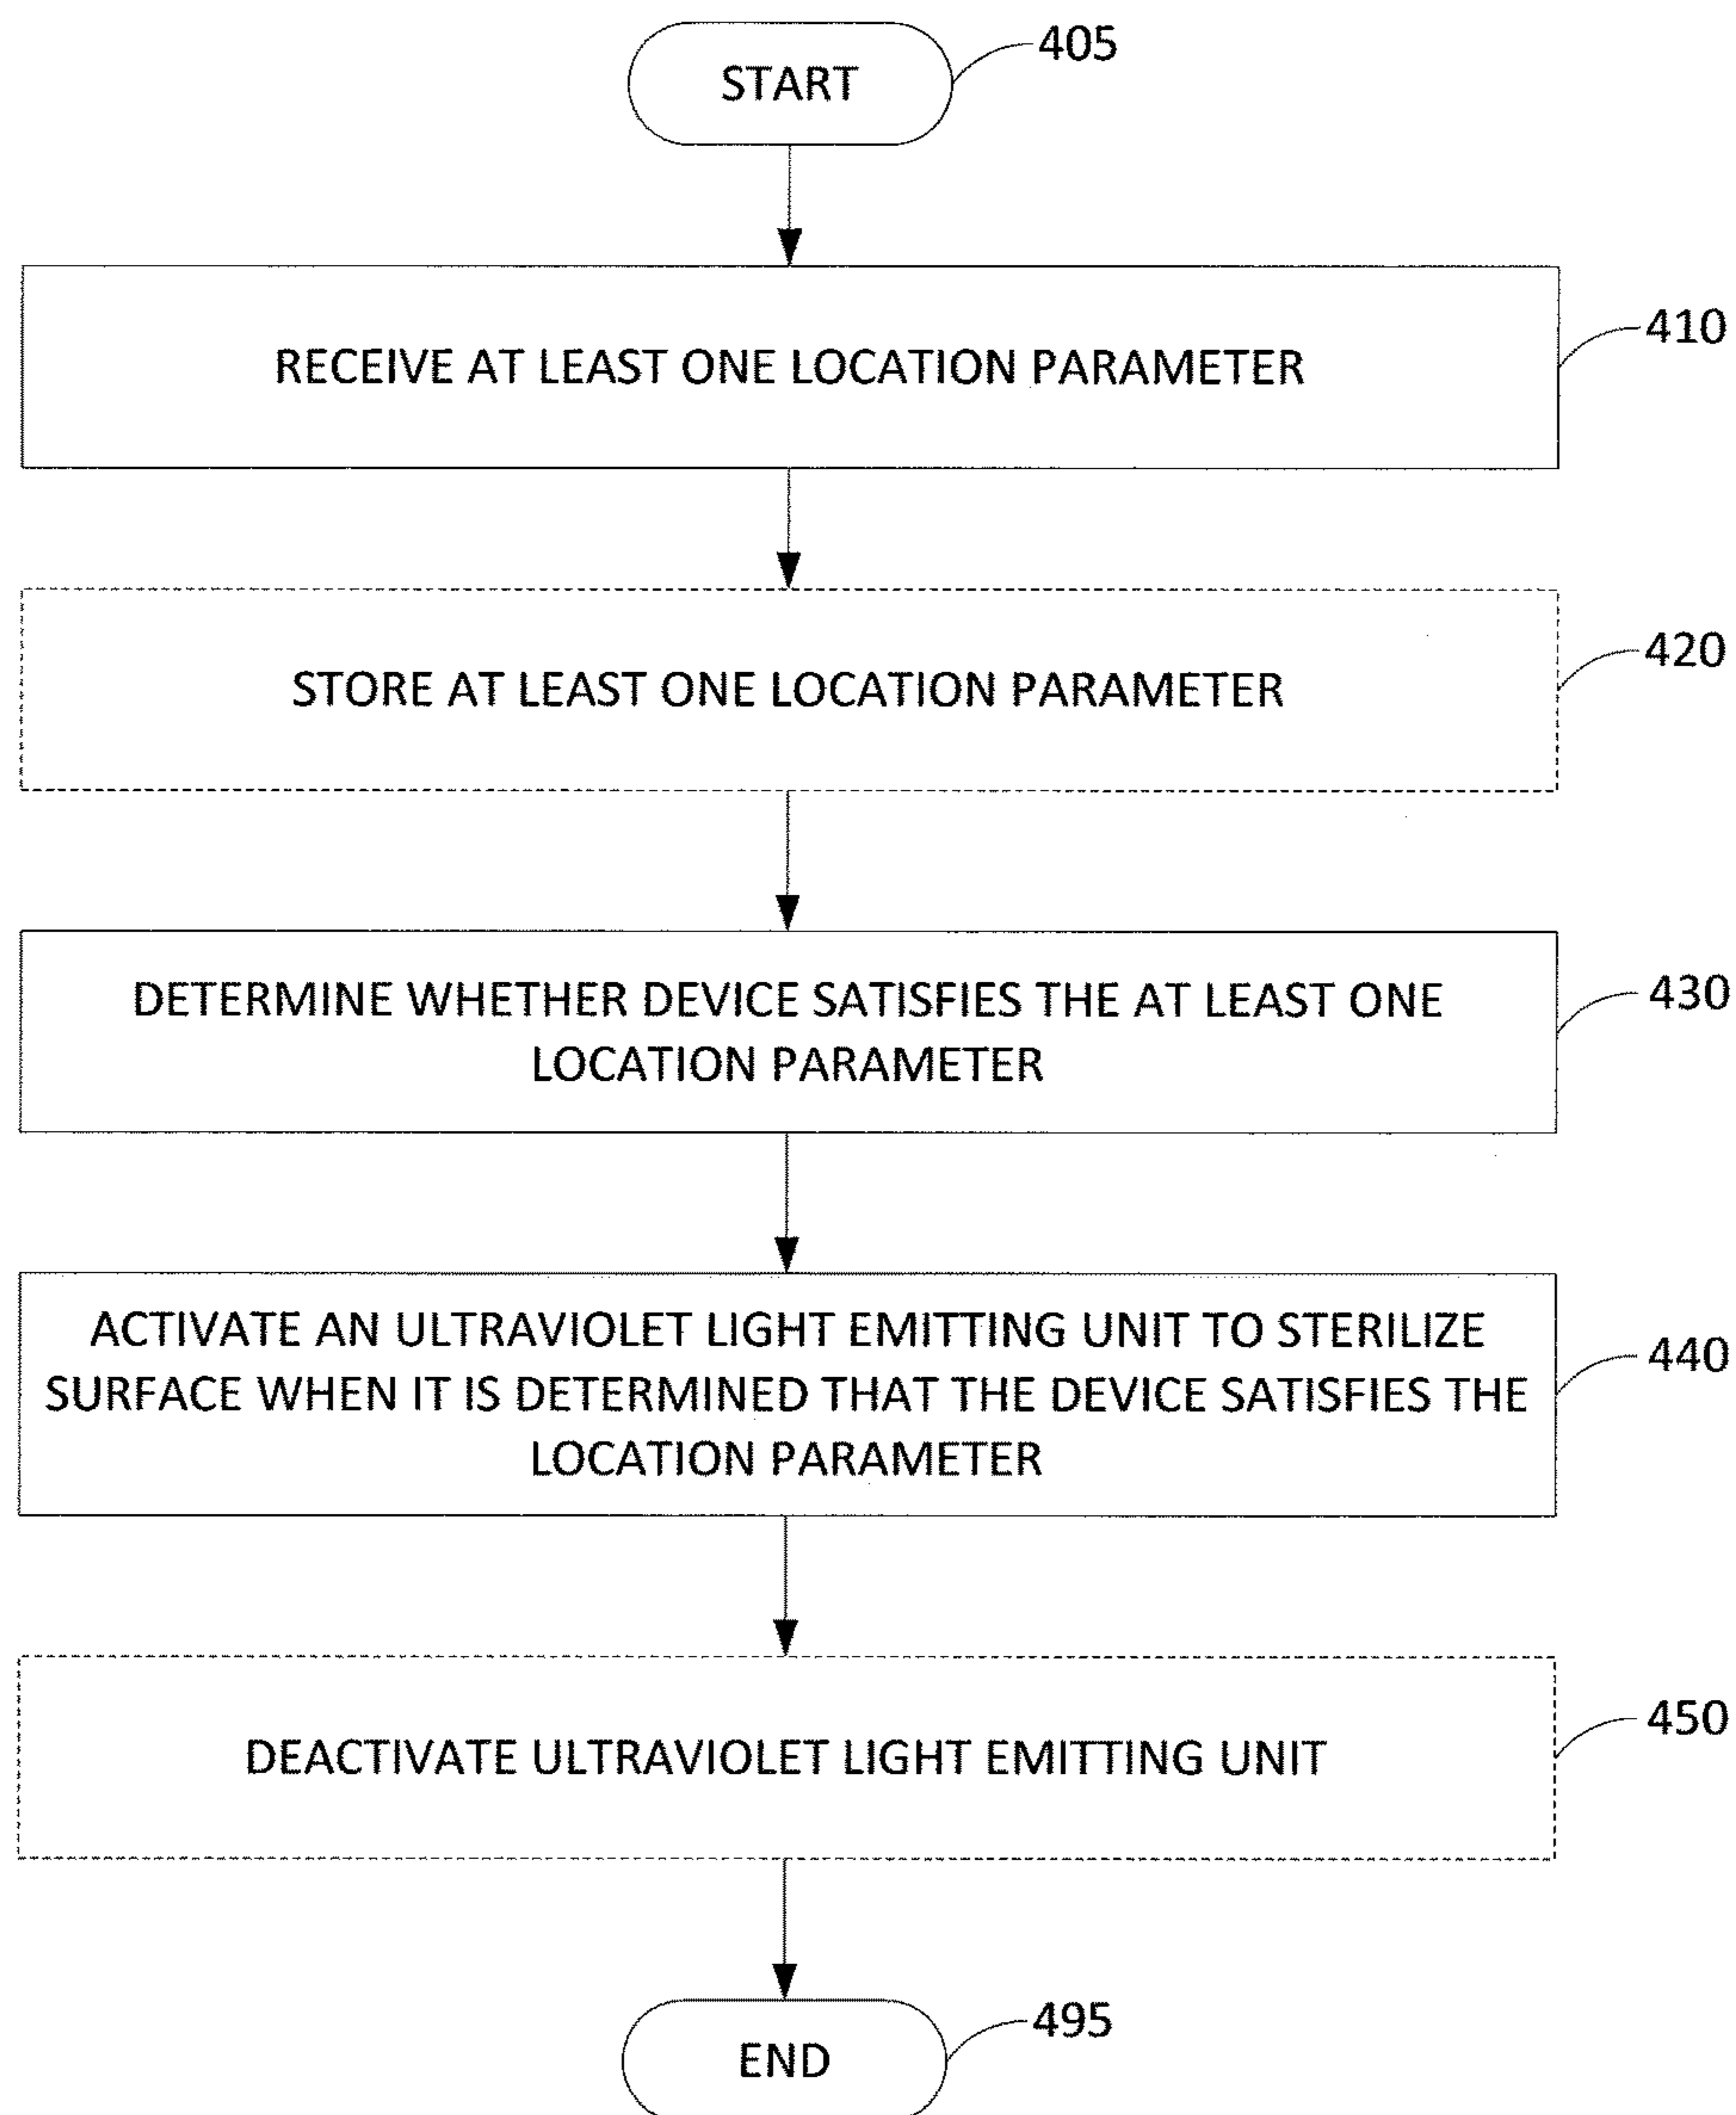 START
405
RECEIVE AT LEAST ONE LOCATION PARAMETER
410
STORE AT LEAST ONE LOCATION PARAMETER
420
DETERMINE WHETHER DEVICE SATISFIES THE AT LEAST ONE
LOCATION PARAMETER
430
ACTIVATE AN ULTRAVIOLET LIGHT EMITTING UNIT TO STERILIZE
SURFACE WHEN IT IS DETERMINED THAT THE DEVICE SATISFIES THE
LOCATION PARAMETER
440
DEACTIVATE ULTRAVIOLET LIGHT EMITTING UNIT
450
END
495